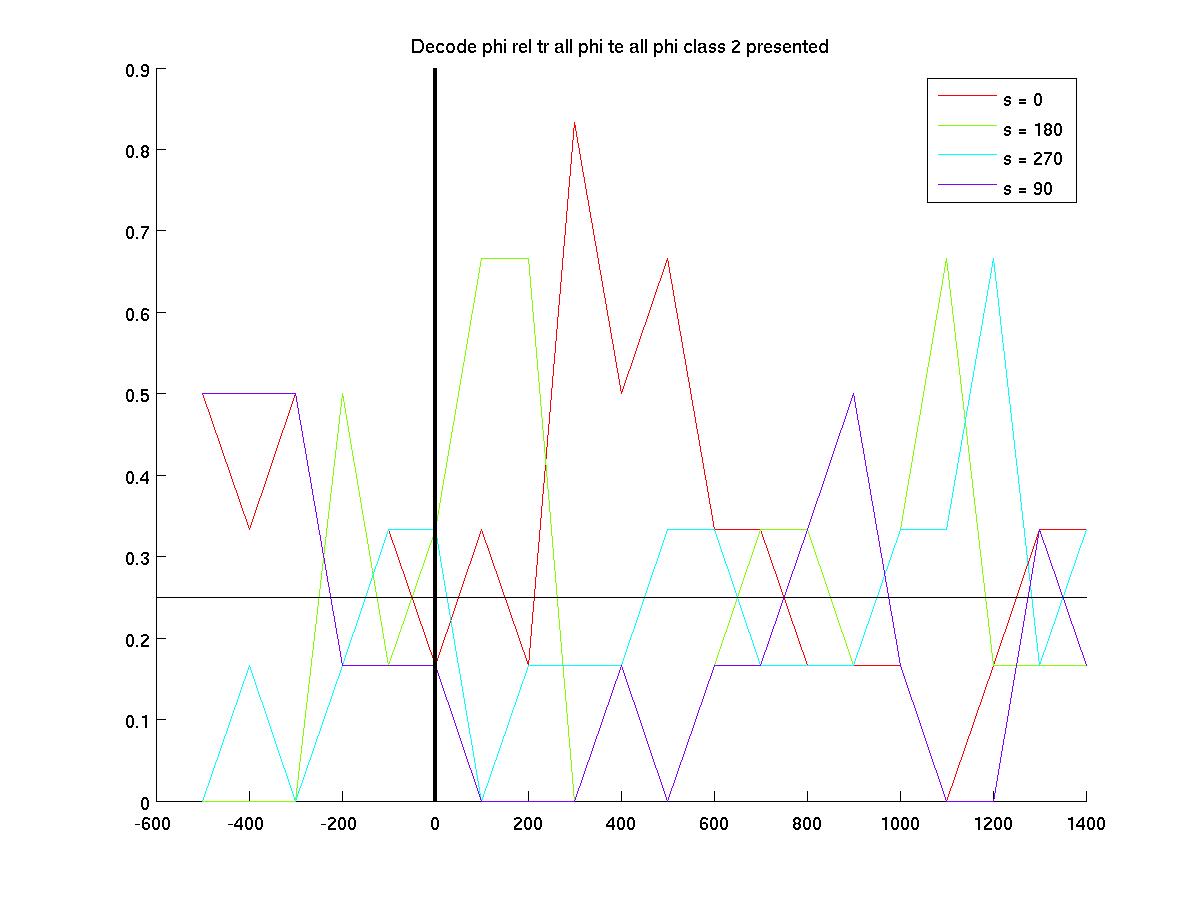 Decode phi rel tr all phi te all phi class 2 presented
0.9
0.8
0.7
0.6
0.5
0.4
0.3
0.2
0.1
0
-600 -400 -200 0 200 400 600 800 1000 1200 1400
s = 0
s = 180
s = 270
s = 90